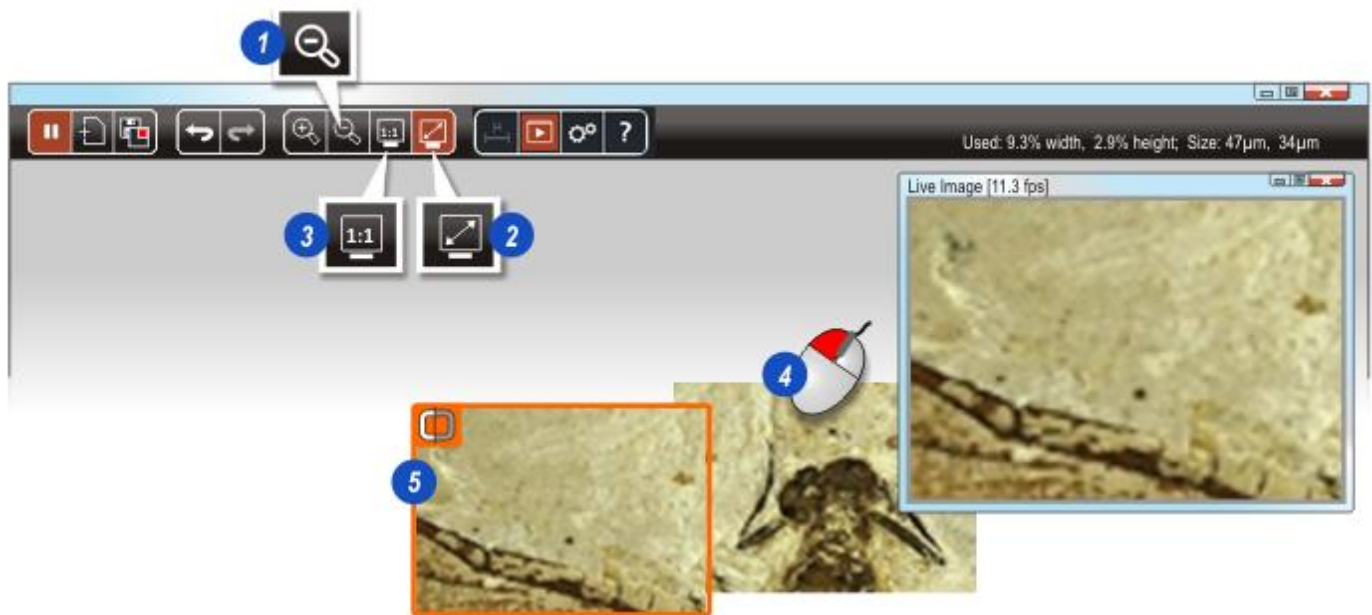 1
1:1
H
?
Used: 9.3% width, 2.9% height; Size: 47µm, 34µm
Live Image [11.3 fps]
3
1:1
2
4
5